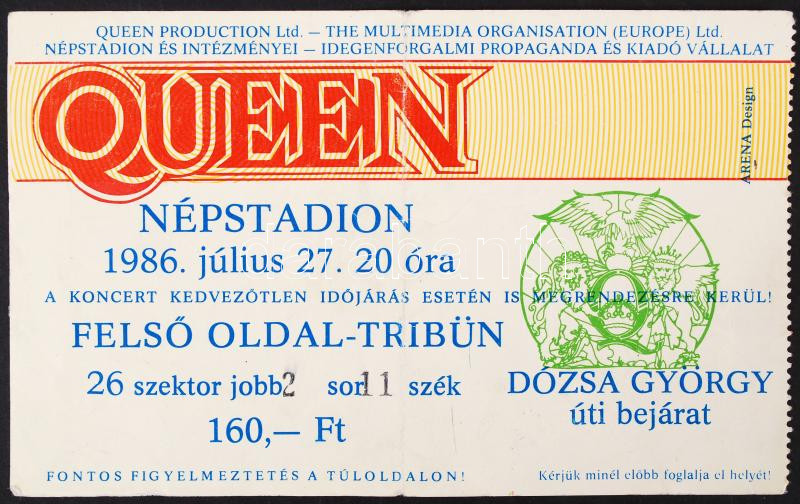 QUEEN PRODUCTION Ltd. — THE MULTIMEDIA ORGANISATION (EUROPE) Ltd.
NÉPSTADION ÉS INTÉZMÉNYEI — IDEGENFORGALMI PROPAGANDA ÉS KIADÓ VÁLLALAT
QUEEN
ARENA Design
NÉPSTADION
1986. július 27. 20 óra
A KONCERT KEDVEZŐTLEN IDŐJÁRÁS ESETÉN IS MEGRENDEZÉSRE KERÜL!
FELSŐ OLDAL-TRIBÜN
26 szektor jobb 2 sor 11 szék
160,— Ft
DÓZSA GYÖRGY
úti bejárat
FONTOS FIGYELMEZTETÉS A TÚLOLDALON!
Kérjük minél előbb foglalja el helyét!